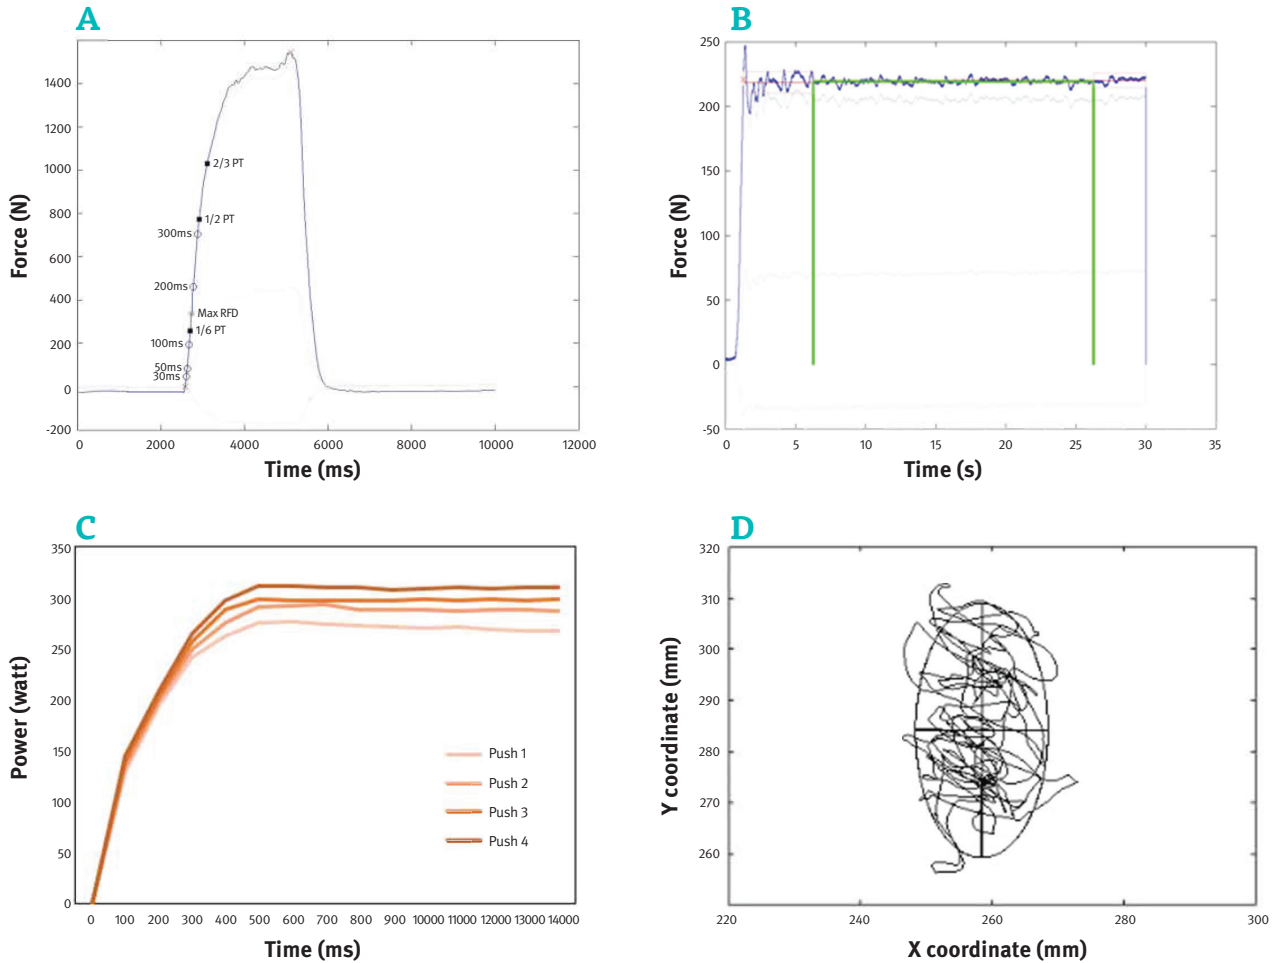 A
Force (N)
1400
1200
1000
800
600
400
200
0
-200
2/3 PT
1/2 PT
300ms
200ms
Max RFD
1/6 PT
100ms
50ms
30ms
0 2000 4000 6000 8000 10000 12000
Time (ms)
B
Force (N)
250
200
150
100
50
0
-50
0 5 10 15 20 25 30 35
Time (s)
C
Power (watt)
350
300
250
200
150
100
50
0
Push 1
Push 2
Push 3
Push 4
0 100 200 300 400 500 600 700 800 900 10000 11000 12000 13000 14000
Time (ms)
D
Y coordinate (mm)
320
310
300
290
280
270
260
220 240 260 280 300
X coordinate (mm)